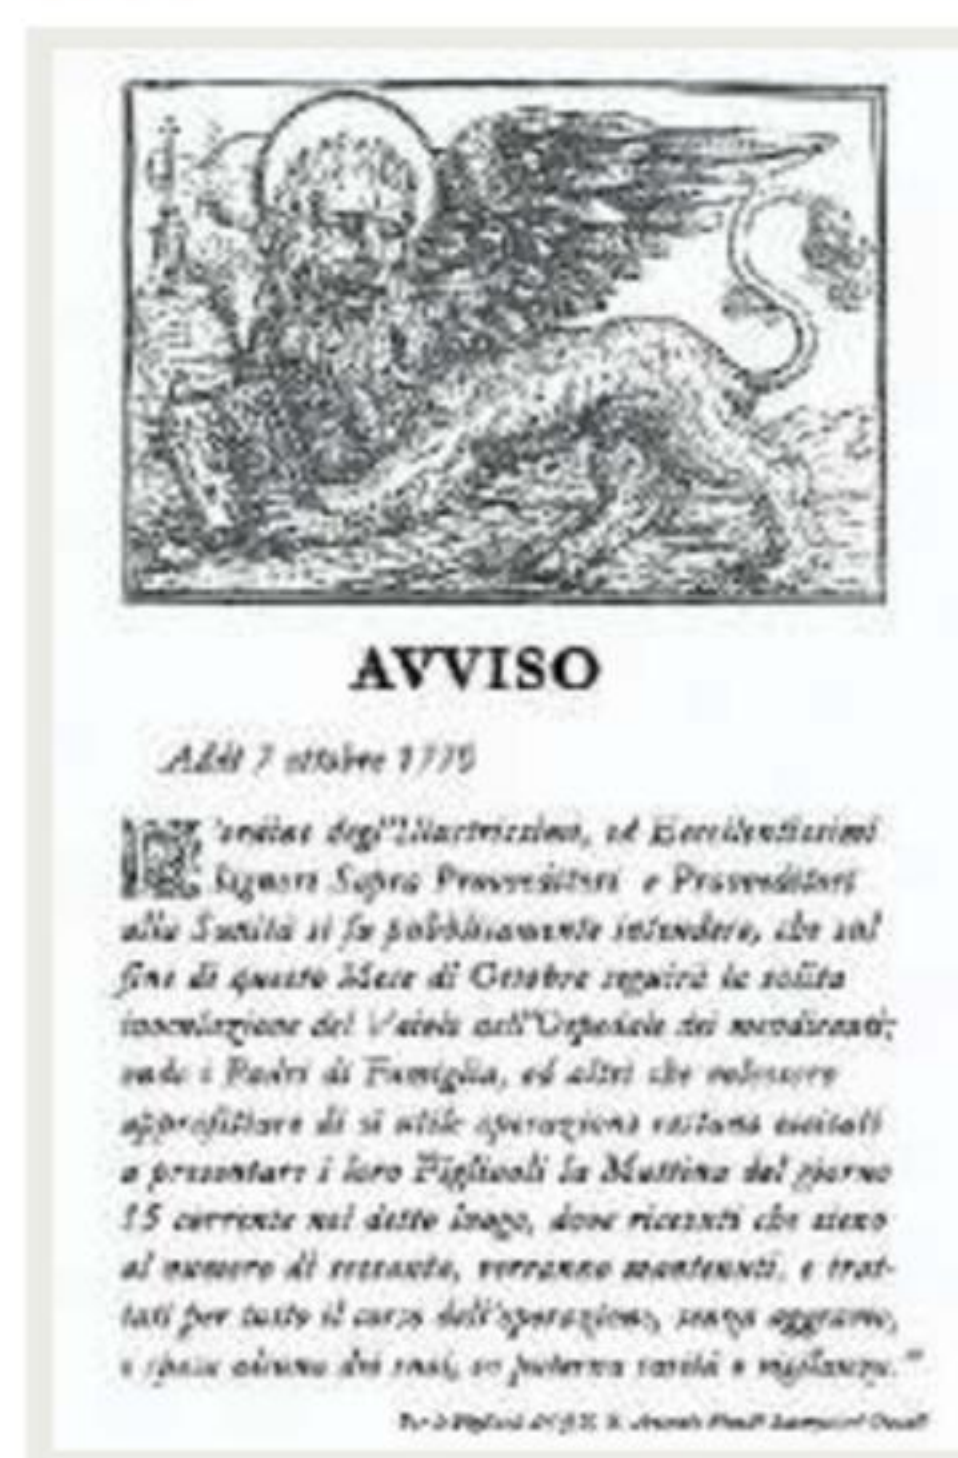 AVVISO
Addì 7 ottobre
'ordine degl'Illustrissimi, ed Eccellentissimi
Signori Sopra Provveditori e Provveditori
alla Sanità si fa pubblicamente intendere, che sul
fine di questo Mese di Ottobre seguirà la solita
inoculazione del Vaiolo nell'Ospedale dei mendicanti;
onde i Padri di Famiglia, ed altri che volessero
approfittare di sì utile operazione restano eccitati
a presentare i loro Figliuoli la Mattina del giorno
15 corrente nel detto luogo, dove ricevuti che sieno
al numero di sessanta, verranno mantenuti, e trat-
tati per tutto il corso dell'operazione, senza aggravio,
e spesa alcuna dei suoi, paterna carità e vigilanza."